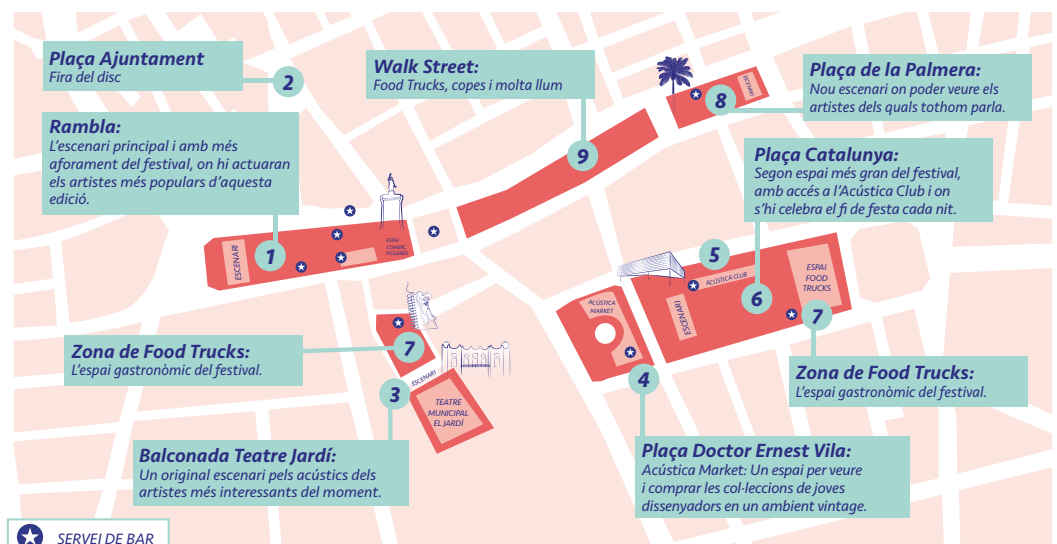 Plaça Ajuntament
Fira del disc
2
Rambla:
L'escenari principal i amb més
aforament del festival, on hi actuaran
els artistes més populars d'aquesta
edició.
Walk Street:
Food Trucks, copes i molta llum
9
Plaça de la Palmera:
Nou escenari on poder veure els
artistes dels quals tothom parla.
8
ESCENARI
Plaça Catalunya:
Segon espai més gran del festival,
amb accés a l'Acústica Club i on
s'hi celebra el fi de festa cada nit.
ESCENARI
1
ESPAI
COMERÇ
FIGUERES
5
ACÚSTICA CLUB
6
ESCENARI
ESPAI
FOOD
TRUCKS
7
ACÚSTICA
MARKET
4
Zona de Food Trucks:
L'espai gastronòmic del festival.
7
ESCENARI
3
TEATRE
MUNICIPAL
EL JARDÍ
Zona de Food Trucks:
L'espai gastronòmic del festival.
Balconada Teatre Jardí:
Un original escenari pels acústics dels
artistes més interessants del moment.
Plaça Doctor Ernest Vila:
Acústica Market: Un espai per veure
i comprar les col·leccions de joves
dissenyadors en un ambient vintage.
SERVEI DE BAR